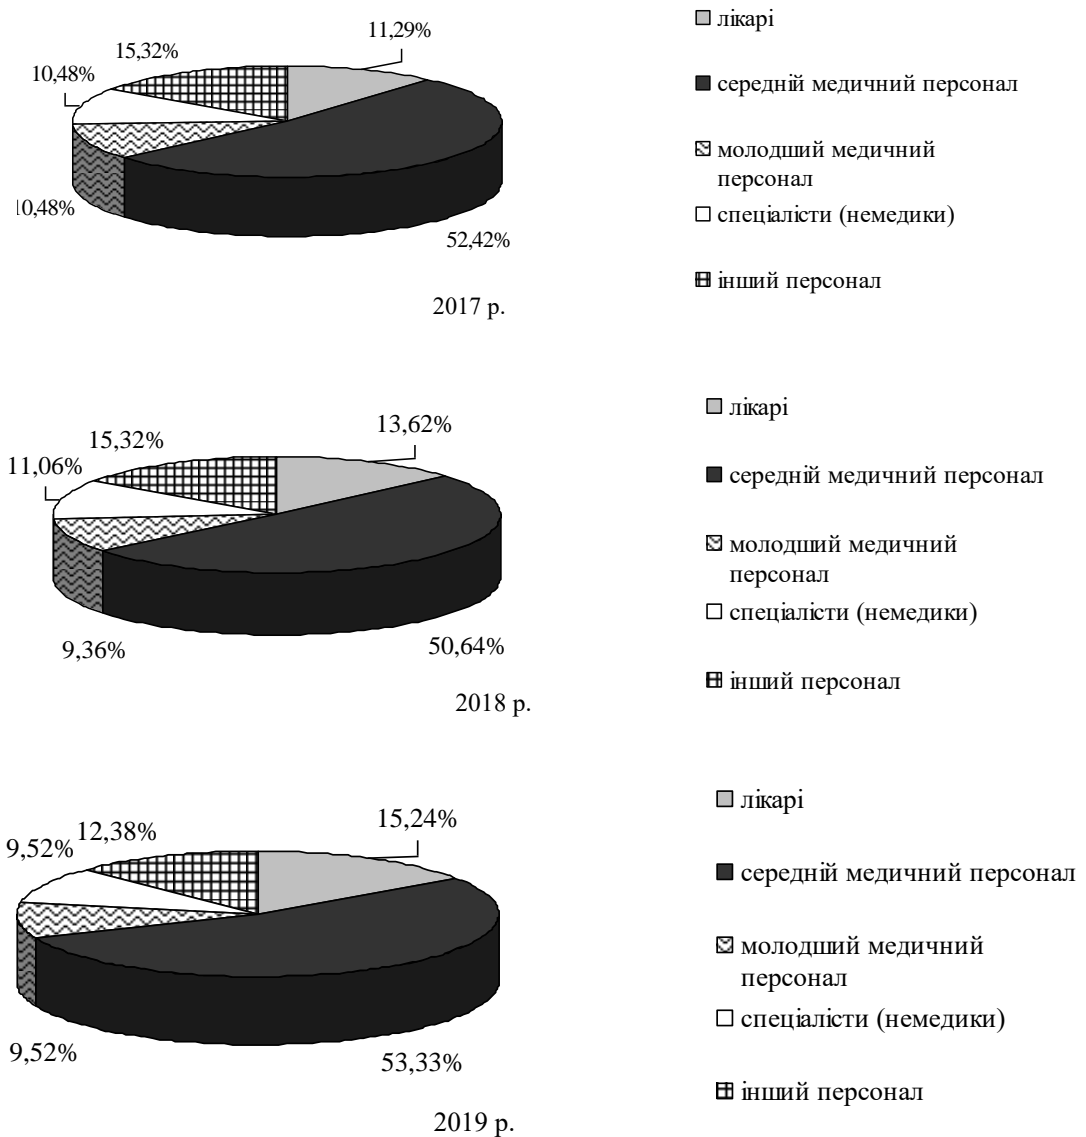 15,32%
11,29%
10,48%
10,48%
52,42%
2017 р.
лікарі
середній медичний персонал
молодший медичний
персонал
спеціалісти (немедики)
інший персонал
15,32%
13,62%
11,06%
9,36%
50,64%
2018 р.
лікарі
середній медичний персонал
молодший медичний
персонал
спеціалісти (немедики)
інший персонал
9,52%
12,38%
15,24%
9,52%
53,33%
2019 р.
лікарі
середній медичний персонал
молодший медичний
персонал
спеціалісти (немедики)
інший персонал